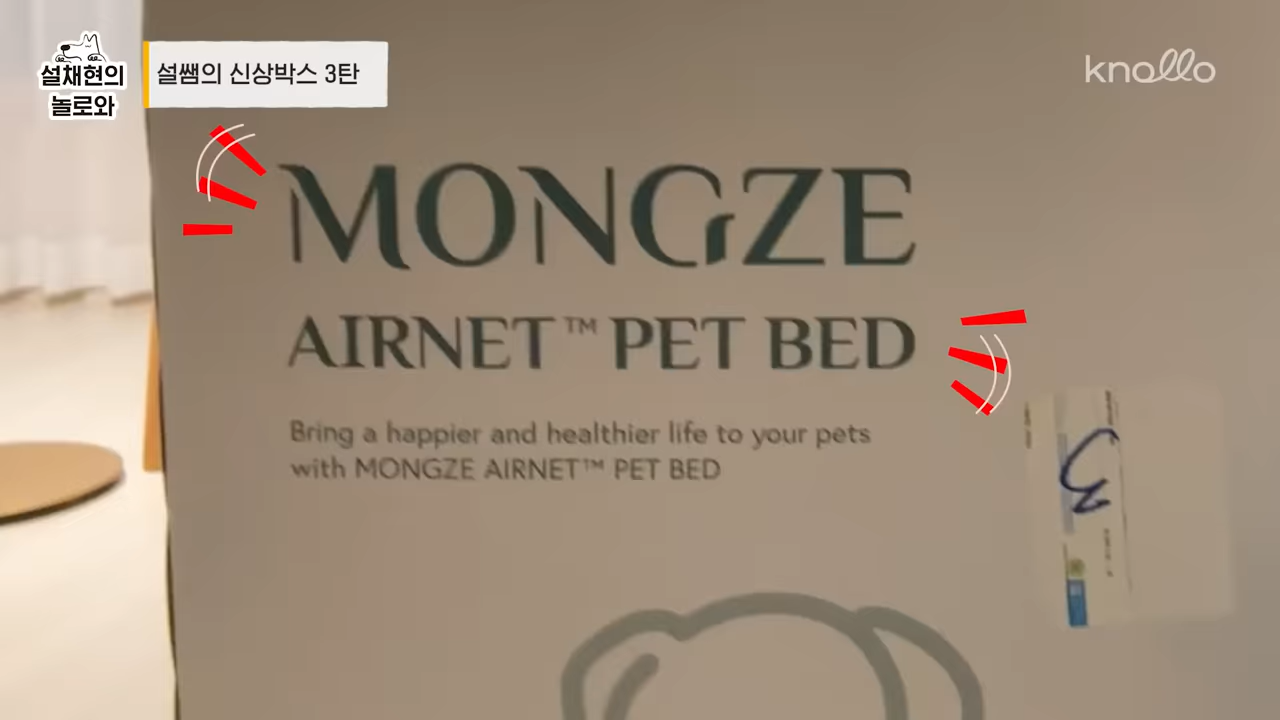 설채현의
놀로와
설쌤의 신상박스 3탄
knollo
MONGZE
AIRNET™ PET BED
Bring a happier and healthier life to your pets
with MONGZE AIRNET™ PET BED